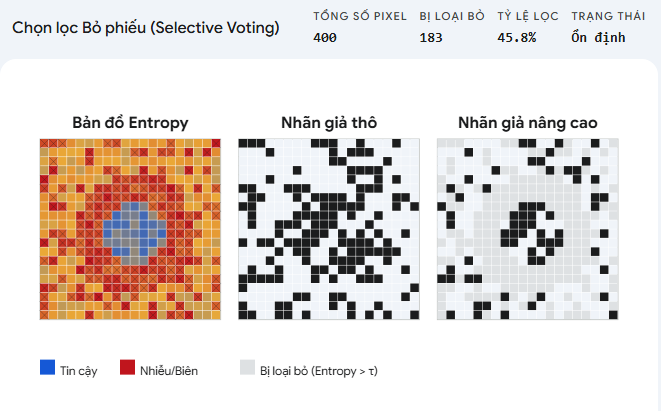 Chọn lọc Bỏ phiếu (Selective Voting)
TỔNG SỐ PIXEL
400
BỊ LOẠI BỎ
183
TỶ LỆ LỌC
45.8%
TRẠNG THÁI
Ổn định
Bản đồ Entropy
Nhãn giả thô
Nhãn giả nâng cao
Tin cậy
Nhiễu/Biên
Bị loại bỏ (Entropy > τ)